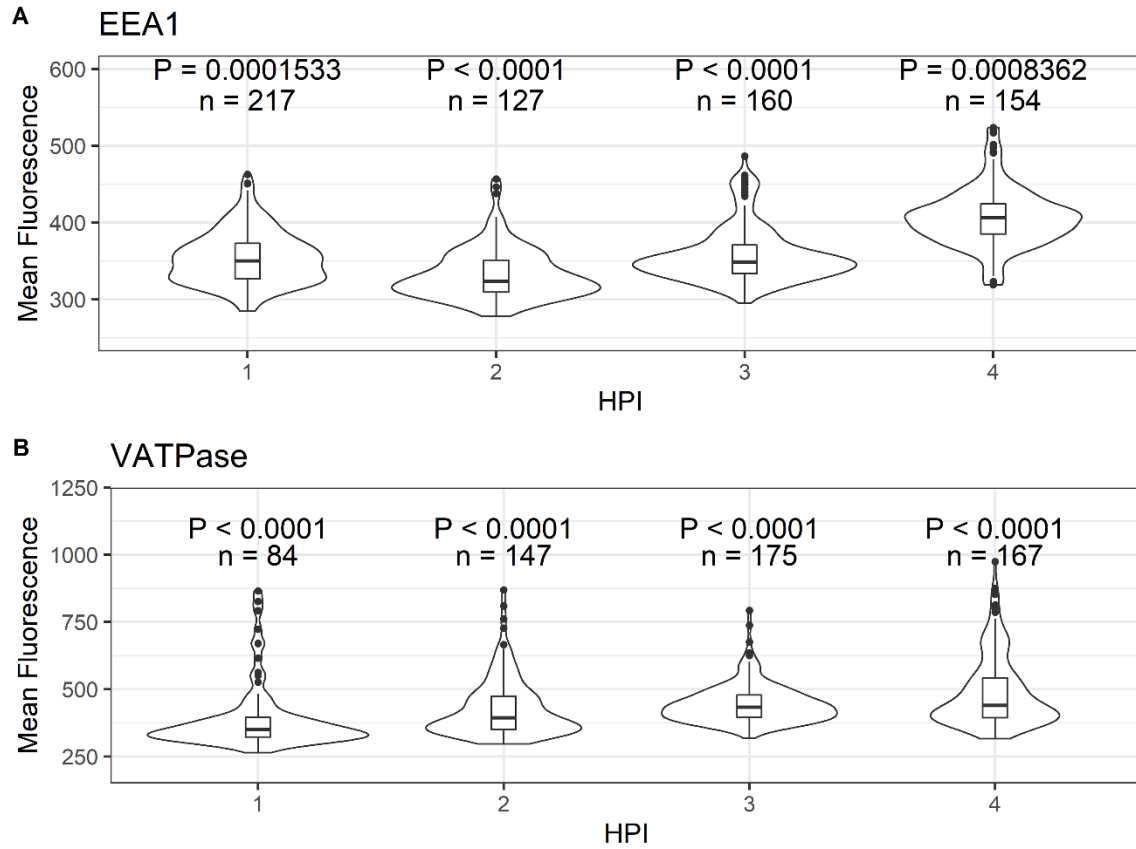 A
EEA1
Mean Fluorescence
600
500
400
300
P = 0.0001533
n = 217
P < 0.0001
n = 127
P < 0.0001
n = 160
P = 0.0008362
n = 154
1 2 3 4
HPI
B
VATPase
Mean Fluorescence
1250
1000
750
500
250
P < 0.0001
n = 84
P < 0.0001
n = 147
P < 0.0001
n = 175
P < 0.0001
n = 167
1 2 3 4
HPI